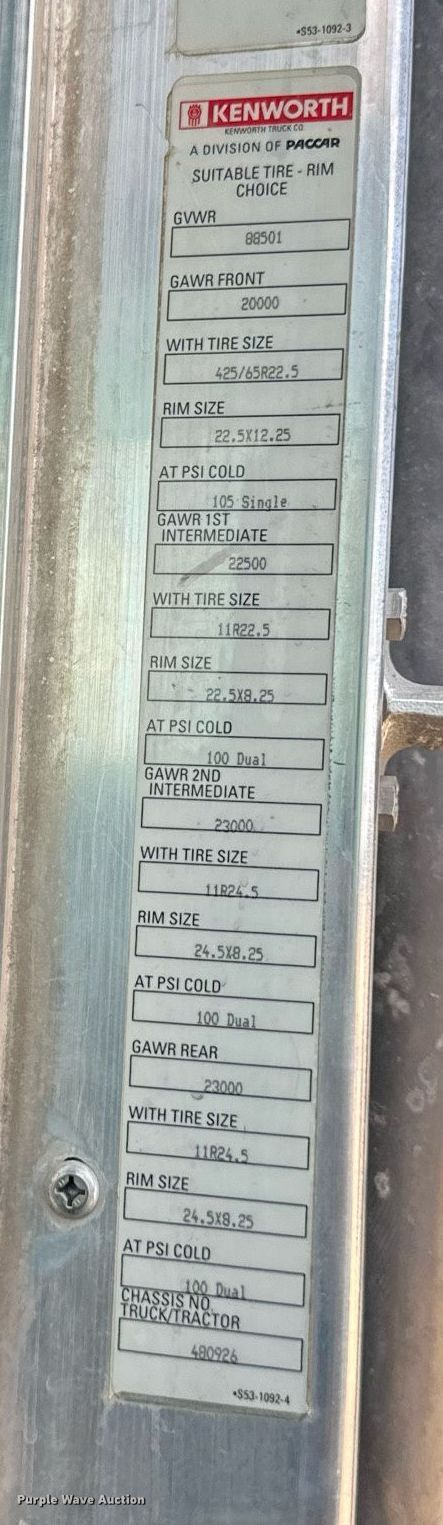 •S53-1092-3
KENWORTH
KENWORTH TRUCK CO.
A DIVISION OF PACCAR
SUITABLE TIRE - RIM
CHOICE
GVWR
88501
GAWR FRONT
20000
WITH TIRE SIZE
425/65R22.5
RIM SIZE
22.5X12.25
AT PSI COLD
105 Single
GAWR 1ST
INTERMEDIATE
22500
WITH TIRE SIZE
11R22.5
RIM SIZE
22.5X8.25
AT PSI COLD
100 Dual
GAWR 2ND
INTERMEDIATE
23000
WITH TIRE SIZE
11R24.5
RIM SIZE
24.5X8.25
AT PSI COLD
100 Dual
GAWR REAR
23000
WITH TIRE SIZE
11R24.5
RIM SIZE
24.5X8.25
AT PSI COLD
100 Dual
CHASSIS NO
TRUCK/TRACTOR
480926
•S53-1092-4
Purple Wave Auction